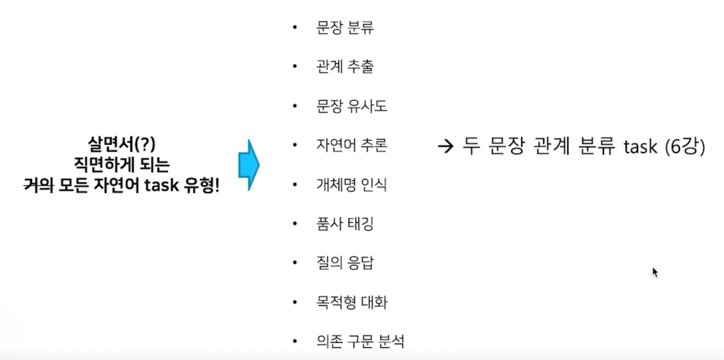 살면서(?)
직면하게 되는
거의 모든 자연어 task 유형!
• 문장 분류
• 관계 추출
• 문장 유사도
• 자연어 추론
→ 두 문장 관계 분류 task (6강)
• 개체명 인식
• 품사 태깅
• 질의 응답
• 목적형 대화
• 의존 구문 분석